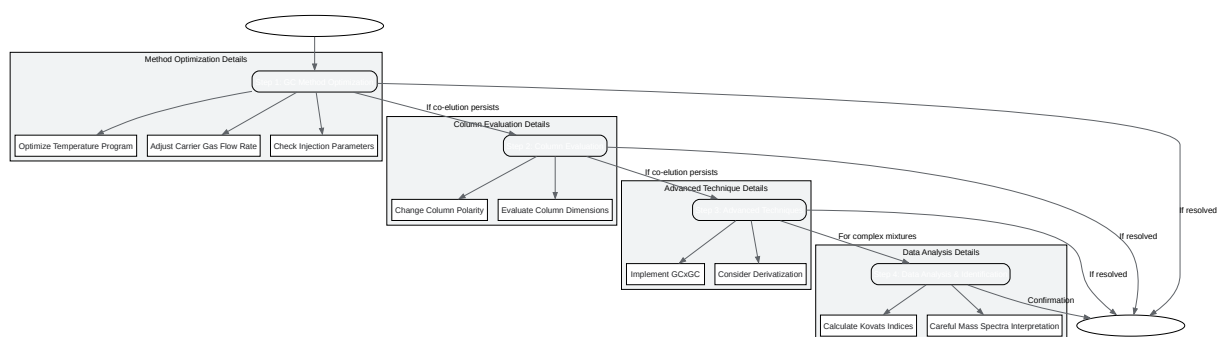 Method Optimization Details
Optimize Temperature Program
Adjust Carrier Gas Flow Rate
Check Injection Parameters
If co-elution persists
Column Evaluation Details
Change Column Polarity
Evaluate Column Dimensions
If co-elution persists
Advanced Technique Details
Implement GCxGC
Consider Derivatization
For complex mixtures
Data Analysis Details
Calculate Kovats Indices
Careful Mass Spectra Interpretation
Confirmation
If resolved
If resolved
If resolved